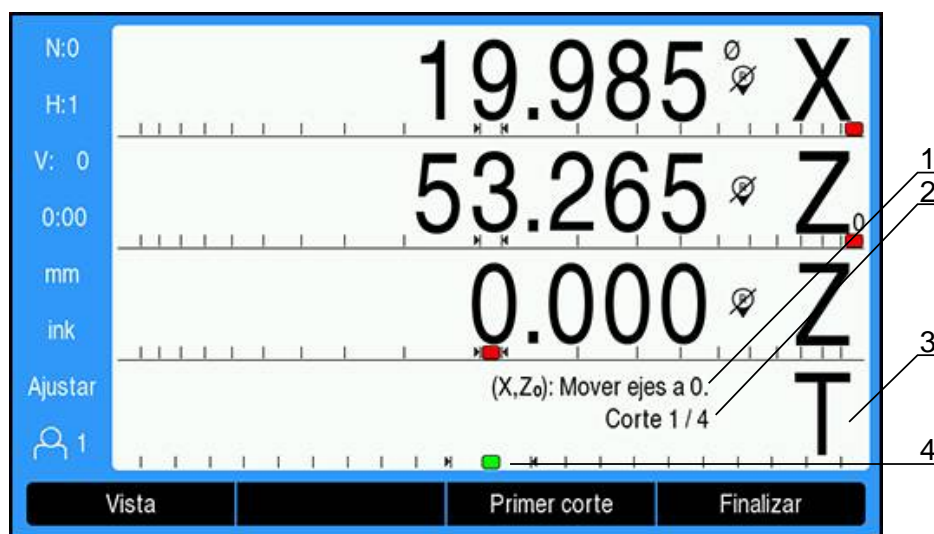 N:0
H:1
V: 0
0:00
mm
ink
Ajustar
1
19.985 Ø R X
53.265 R Z0
0.000 R Z
(X,Z0): Mover ejes a 0.
Corte 1 / 4
T
1
2
3
4
Vista
Primer corte
Finalizar